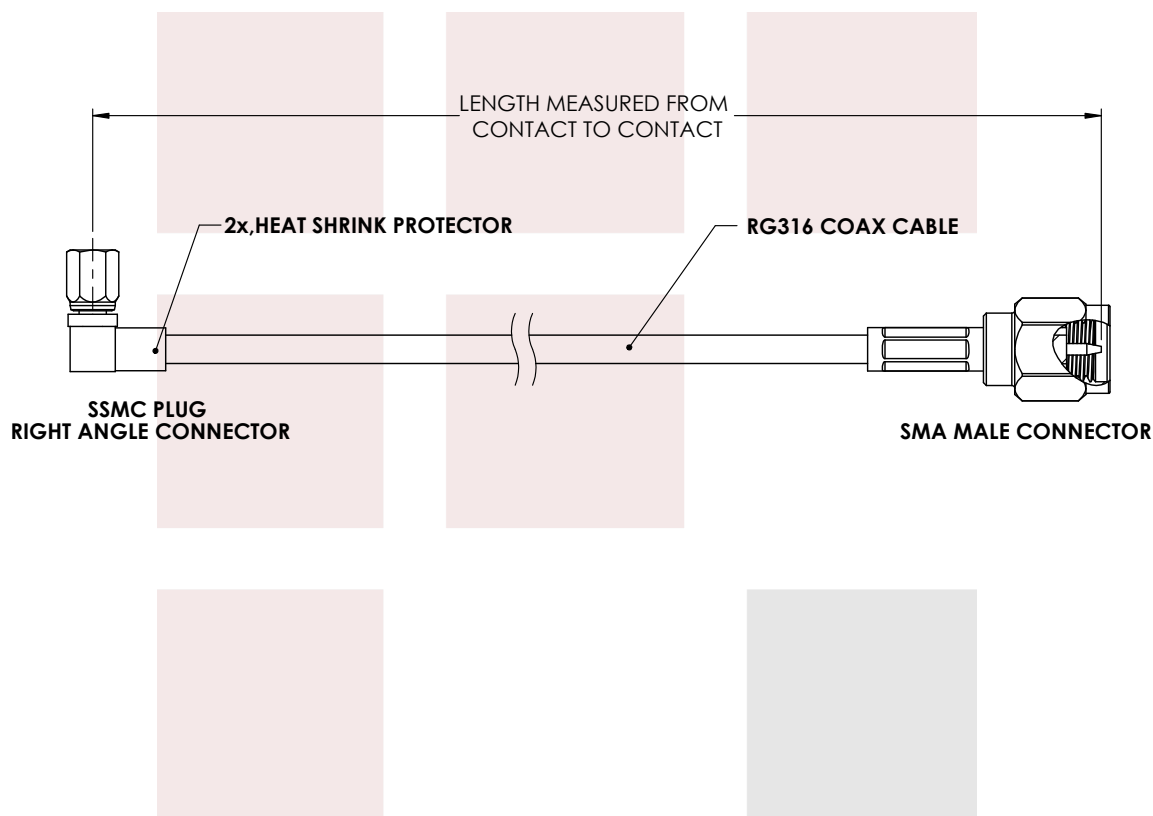 LENGTH MEASURED FROM
CONTACT TO CONTACT
2x,HEAT SHRINK PROTECTOR
RG316 COAX CABLE
SSMC PLUG
RIGHT ANGLE CONNECTOR
SMA MALE CONNECTOR